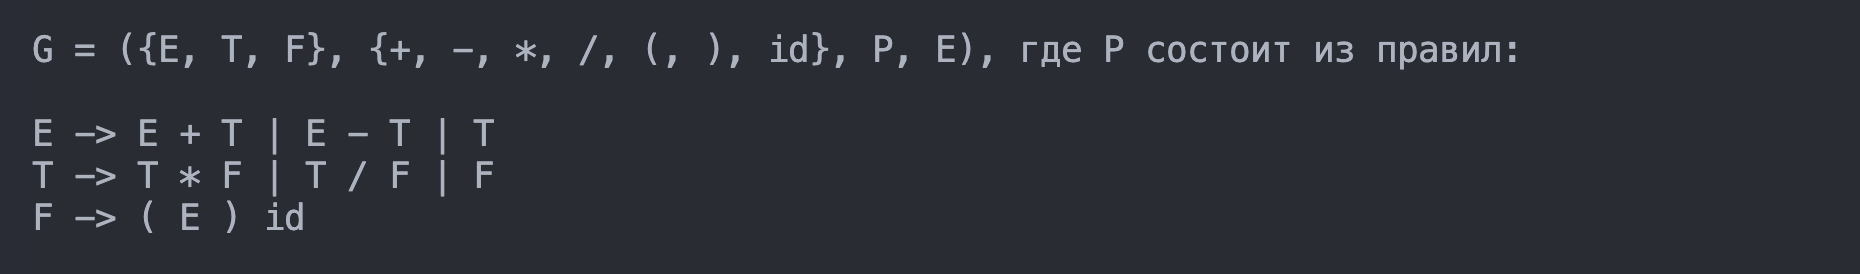 G = ({E, T, F}, {+, -, *, /, (, ), id}, P, E), где P состоит из правил:
E -> E + T | E - T | T
T -> T * F | T / F | F
F -> ( E ) id